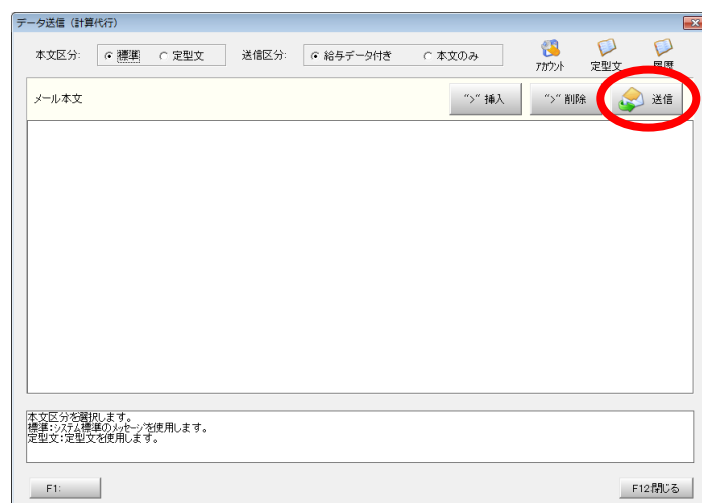 データ送信（計算代行）
本文区分: 標準 定型文 送信区分: 給与データ付き 本文のみ ｱｶｳﾝﾄ 定型文 履歴
メール本文 “>“ 挿入 “>“ 削除 送信
本文区分を選択します。
標準:ｼｽﾃﾑ標準のﾒｯｾｰｼﾞを使用します。
定型文:定型文を使用します。
F1: F12:閉じる